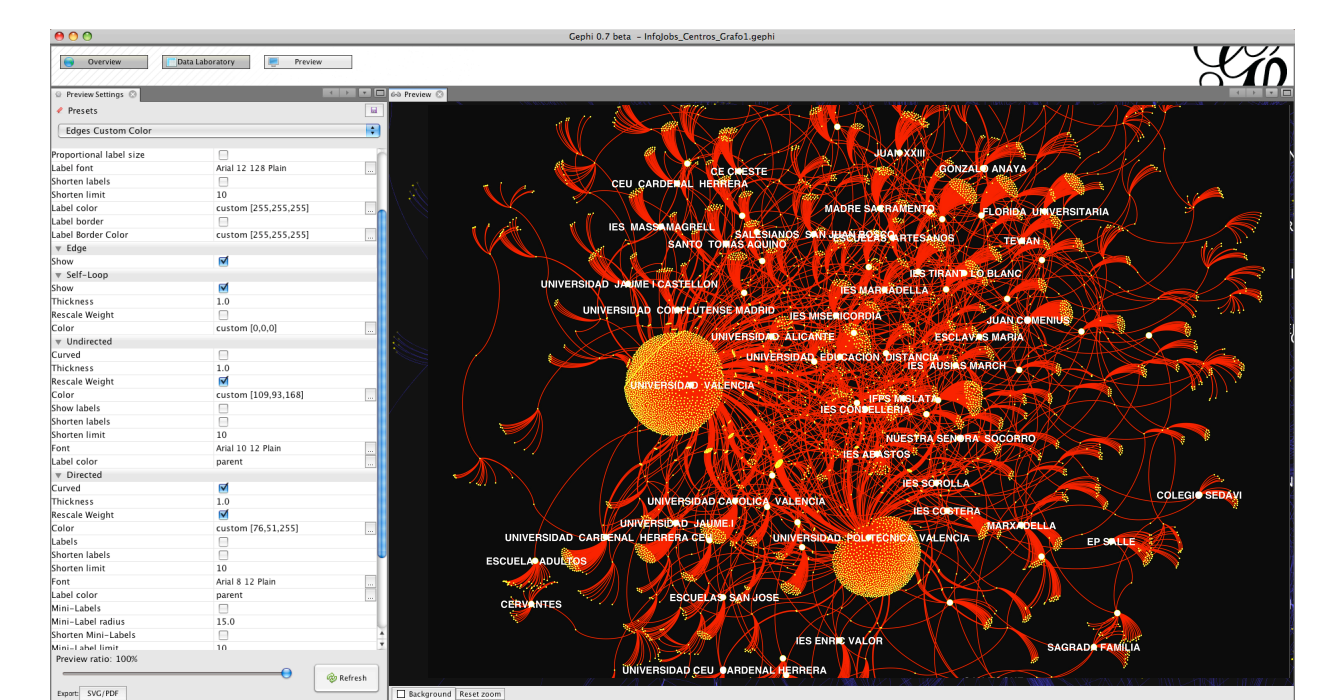 Gephi 0.7 beta – InfoJobs_Centros_Grafo1.gephi
Overview
Data Laboratory
Preview
Preview Settings
Presets
Edges Custom Color
Proportional label size
Label font Arial 12 128 Plain ...
Shorten labels
Shorten limit 10
Label color custom [255,255,255] ...
Label border
Label Border Color custom [255,255,255] ...
Edge
Show
Self-Loop
Show
Thickness 1.0
Rescale Weight
Color custom [0,0,0] ...
Undirected
Curved
Thickness 1.0
Rescale Weight
Color custom [109,93,168] ...
Show labels
Shorten labels
Shorten limit 10
Font Arial 10 12 Plain ...
Label color parent ...
Directed
Curved
Thickness 1.0
Rescale Weight
Color custom [76,51,255] ...
Labels
Shorten labels
Shorten limit 10
Font Arial 8 12 Plain ...
Label color parent ...
Mini-Labels
Mini-Label radius 15.0
Shorten Mini-Labels
Mini-Label limit 10
Preview ratio: 100%
Refresh
Export: SVG/PDF
Preview
JUAN XXIII
CE CHESTE
GONZALO ANAYA
CEU CARDENAL HERRERA
MADRE SACRAMENTO
FLORIDA UNIVERSITARIA
IES MASSAMAGRELL
SALESIANOS SAN JUAN BOSCO
ESCUELAS ARTESANOS
SANTO TOMAS AQUINO
IES TIRANT LO BLANC
UNIVERSIDAD JAUME I CASTELLON
IES MARXADELLA
UNIVERSIDAD COMPLUTENSE MADRID
IES MISERICORDIA
JUAN COMENIUS
UNIVERSIDAD ALICANTE
ESCLAVAS MARIA
UNIVERSIDAD EDUCACION DISTANCIA
IES AUSIAS MARCH
UNIVERSIDAD VALENCIA
IFPS MISLATA
IES CONSELLERIA
NUESTRA SENORA SOCORRO
IES ABASTOS
IES SOROLLA
COLEGIO SEDAVI
UNIVERSIDAD CATOLICA VALENCIA
IES COSTERA
UNIVERSIDAD JAUME I
MARXADELLA
UNIVERSIDAD CARDENAL HERRERA CEU
UNIVERSIDAD POLITECNICA VALENCIA
EP SALLE
ESCUELA ADULTOS
ESCUELAS SAN JOSE
CERVANTES
IES ENRIC VALOR
SAGRADA FAMILIA
UNIVERSIDAD CEU CARDENAL HERRERA
Background
Reset zoom